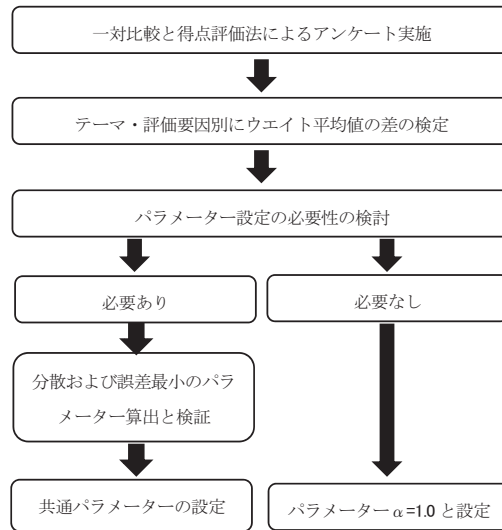 一対比較と得点評価法によるアンケート実施
テーマ・評価要因別にウエイト平均値の差の検定
パラメーター設定の必要性の検討
必要あり
必要なし
分散および誤差最小のパラ
メーター算出と検証
共通パラメーターの設定
パラメーターα=1.0 と設定